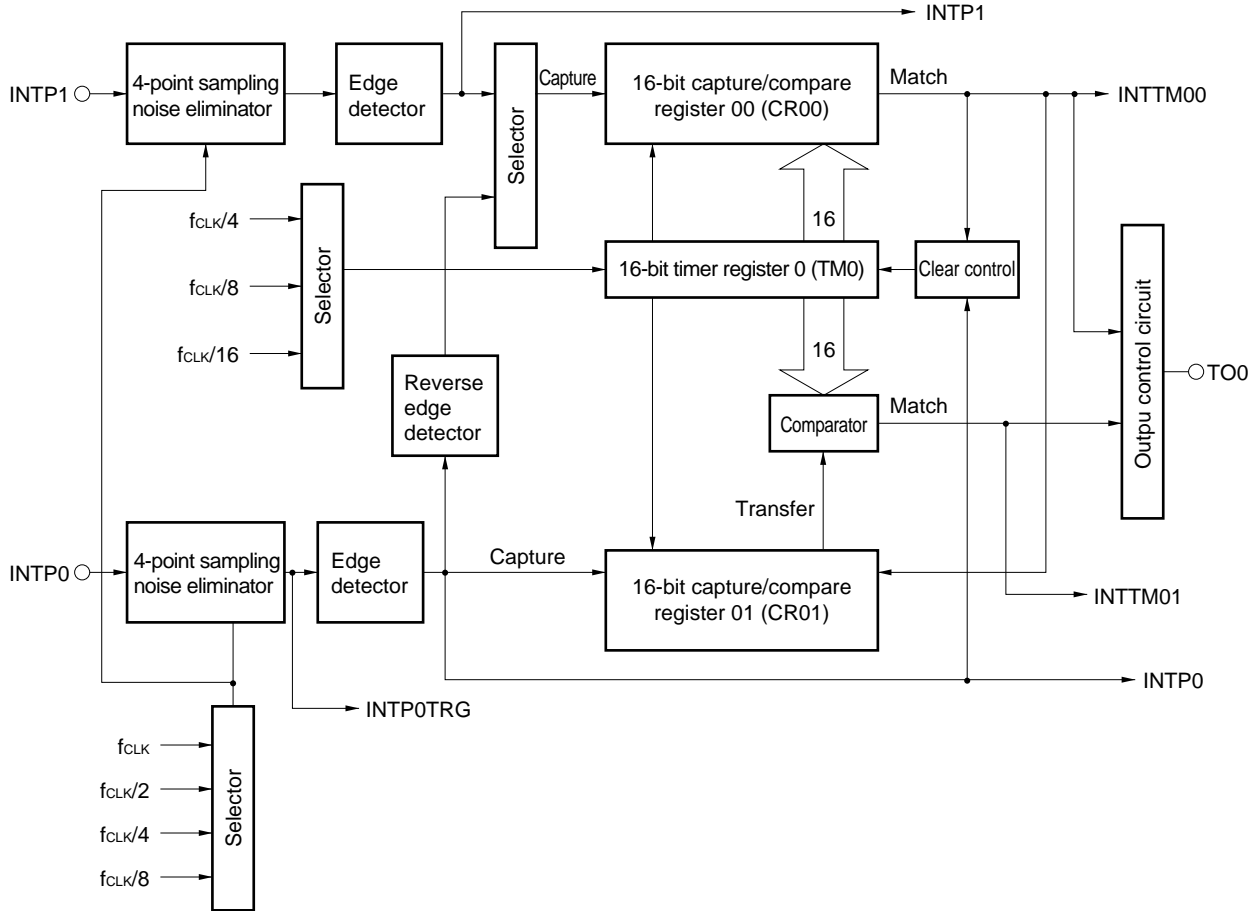 INTP1
INTP1
4-point sampling
noise eliminator
Edge
detector
Selector
Capture
16-bit capture/compare
register 00 (CR00)
Match
INTTM00
fCLK/4
fCLK/8
fCLK/16
Selector
16
16-bit timer register 0 (TM0)
Clear control
16
Outpu control circuit
TO0
Reverse
edge
detector
Comparator
Match
Transfer
INTP0
4-point sampling
noise eliminator
Edge
detector
Capture
16-bit capture/compare
register 01 (CR01)
INTTM01
INTP0
INTP0TRG
fCLK
fCLK/2
fCLK/4
fCLK/8
Selector